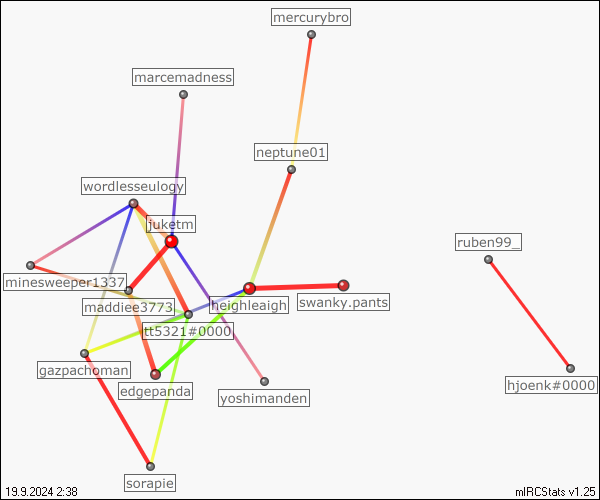 mercurybro
marcemadness
neptune01
wordlesseulogy
juketm
ruben99_
minesweeper1337
maddiee3773
heighleaigh
swanky.pants
tt5321#0000
gazpachoman
edgepanda
yoshimanden
hjoenk#0000
sorapie
19.9.2024 2:38
mIRCStats v1.25